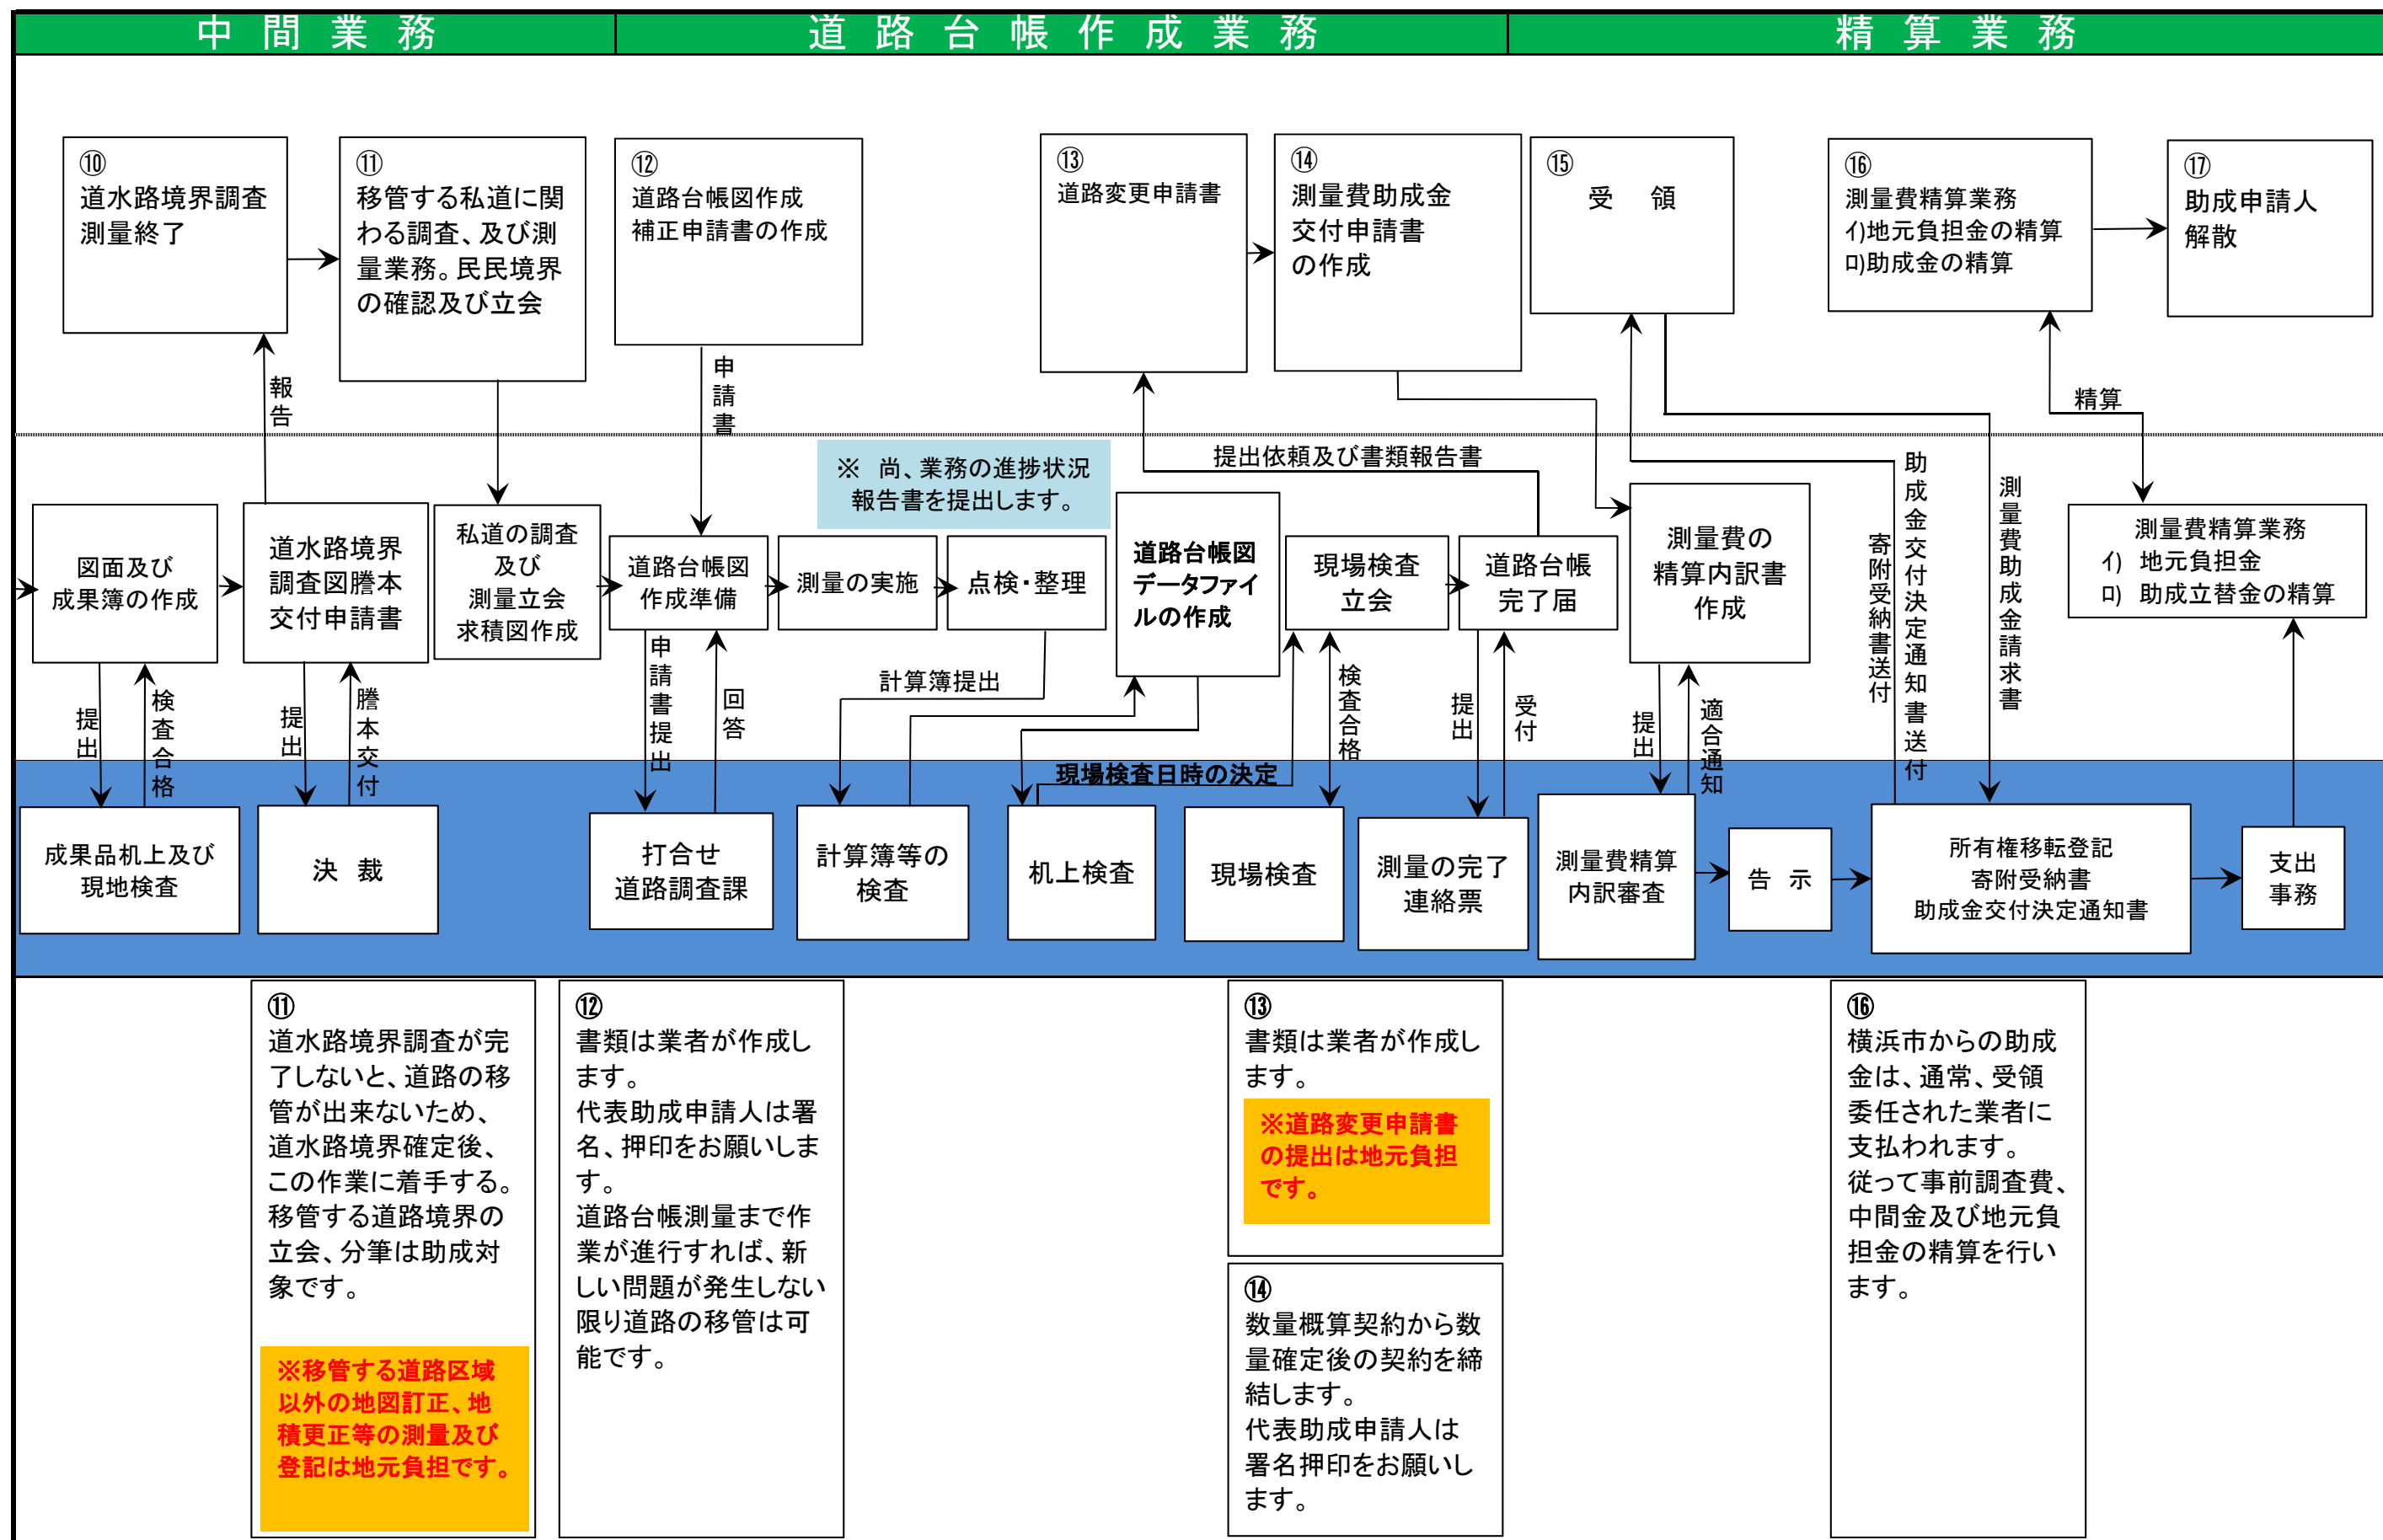 中間業務
道路台帳作成業務
精算業務
⑩
道水路境界調査
測量終了
⑪
移管する私道に関
わる調査、及び測
量業務。民民境界
の確認及び立会
⑫
道路台帳図作成
補正申請書の作成
⑬
道路変更申請書
⑭
測量費助成金
交付申請書
の作成
⑮
受 領
⑯
測量費精算業務
ｲ)地元負担金の精算
ﾛ)助成金の精算
⑰
助成申請人
解散
報告
申請書
精算
※ 尚、業務の進捗状況
報告書を提出します。
提出依頼及び書類報告書
図面及び
成果簿の作成
道水路境界
調査図謄本
交付申請書
私道の調査
及び
測量立会
求積図作成
道路台帳図
作成準備
測量の実施
点検・整理
道路台帳図
データファイ
ルの作成
現場検査
立会
道路台帳
完了届
測量費の
精算内訳書
作成
寄附受納書送付
助成金交付決定通知書送付
測量費助成金請求書
測量費精算業務
ｲ) 地元負担金
ﾛ) 助成立替金の精算
提出
検査合格
提出
謄本交付
申請書提出
回答
計算簿提出
検査合格
提出
受付
提出
適合通知
現場検査日時の決定
成果品机上及び
現地検査
決 裁
打合せ
道路調査課
計算簿等の
検査
机上検査
現場検査
測量の完了
連絡票
測量費精算
内訳審査
告 示
所有権移転登記
寄附受納書
助成金交付決定通知書
支出
事務
⑪
道水路境界調査が完
了しないと、道路の移
管が出来ないため、
道水路境界確定後、
この作業に着手する。
移管する道路境界の
立会、分筆は助成対
象です。
※移管する道路区域
以外の地図訂正、地
積更正等の測量及び
登記は地元負担です。
⑫
書類は業者が作成し
ます。
代表助成申請人は署
名、押印をお願いしま
す。
道路台帳測量まで作
業が進行すれば、新
しい問題が発生しない
限り道路の移管は可
能です。
⑬
書類は業者が作成し
ます。
※道路変更申請書
の提出は地元負担
です。
⑭
数量概算契約から数
量確定後の契約を締
結します。
代表助成申請人は
署名押印をお願いし
ます。
⑯
横浜市からの助成
金は、通常、受領
委任された業者に
支払われます。
従って事前調査費、
中間金及び地元負
担金の精算を行い
ます。